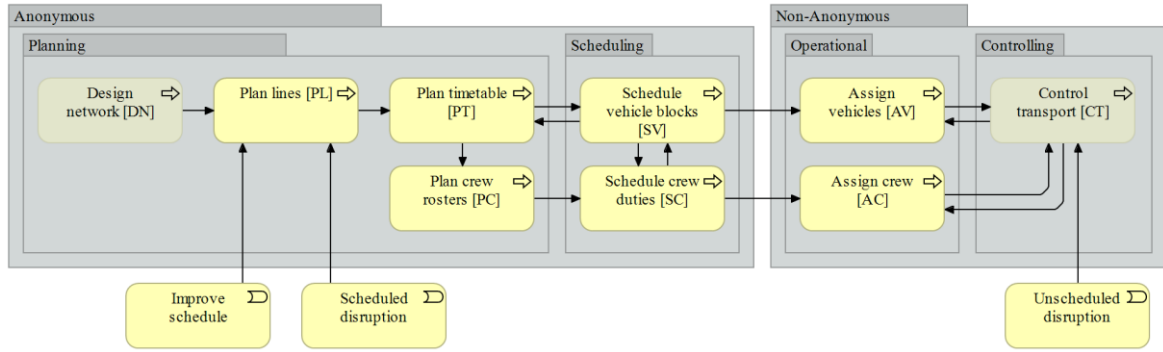 Anonymous
Non-Anonymous
Planning
Scheduling
Operational
Controlling
Design
network [DN]
Plan lines [PL]
Plan timetable
[PT]
Schedule
vehicle blocks
[SV]
Assign
vehicles [AV]
Control
transport [CT]
Plan crew
rosters [PC]
Schedule crew
duties [SC]
Assign crew
[AC]
Improve
schedule
Scheduled
disruption
Unscheduled
disruption